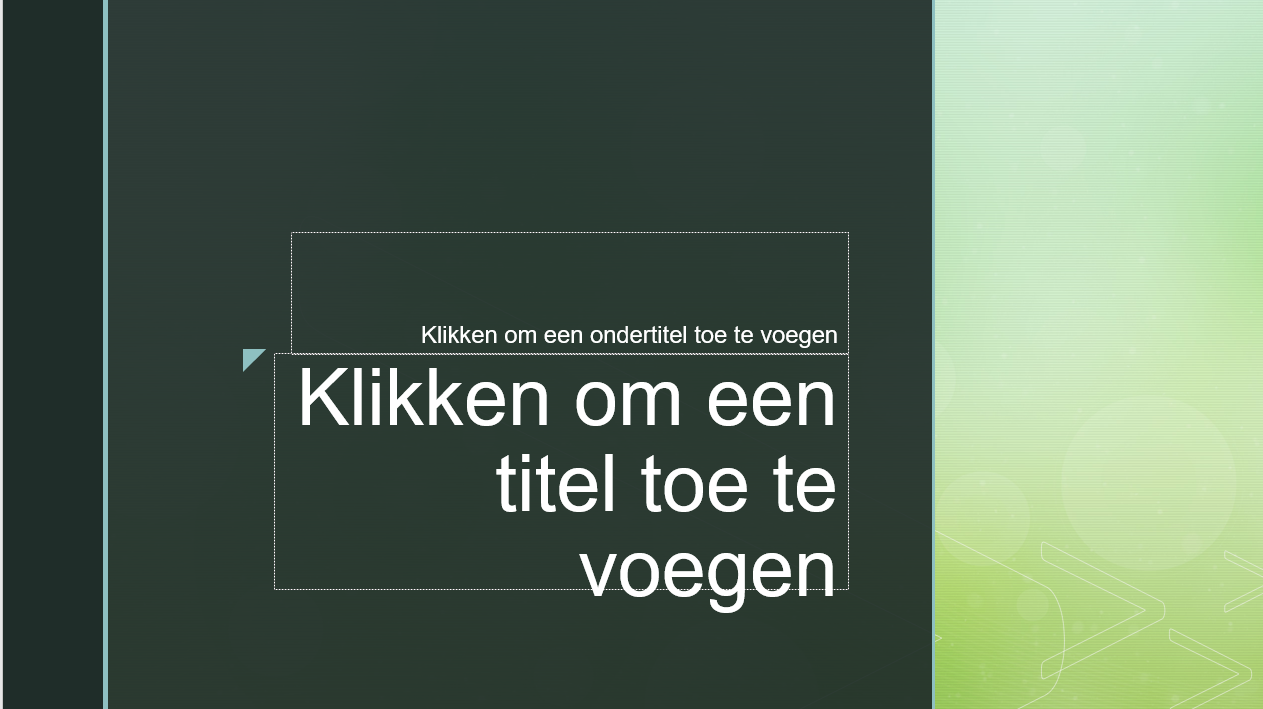 Klikken om een ondertitel toe te voegen
Klikken om een
titel toe te
voegen